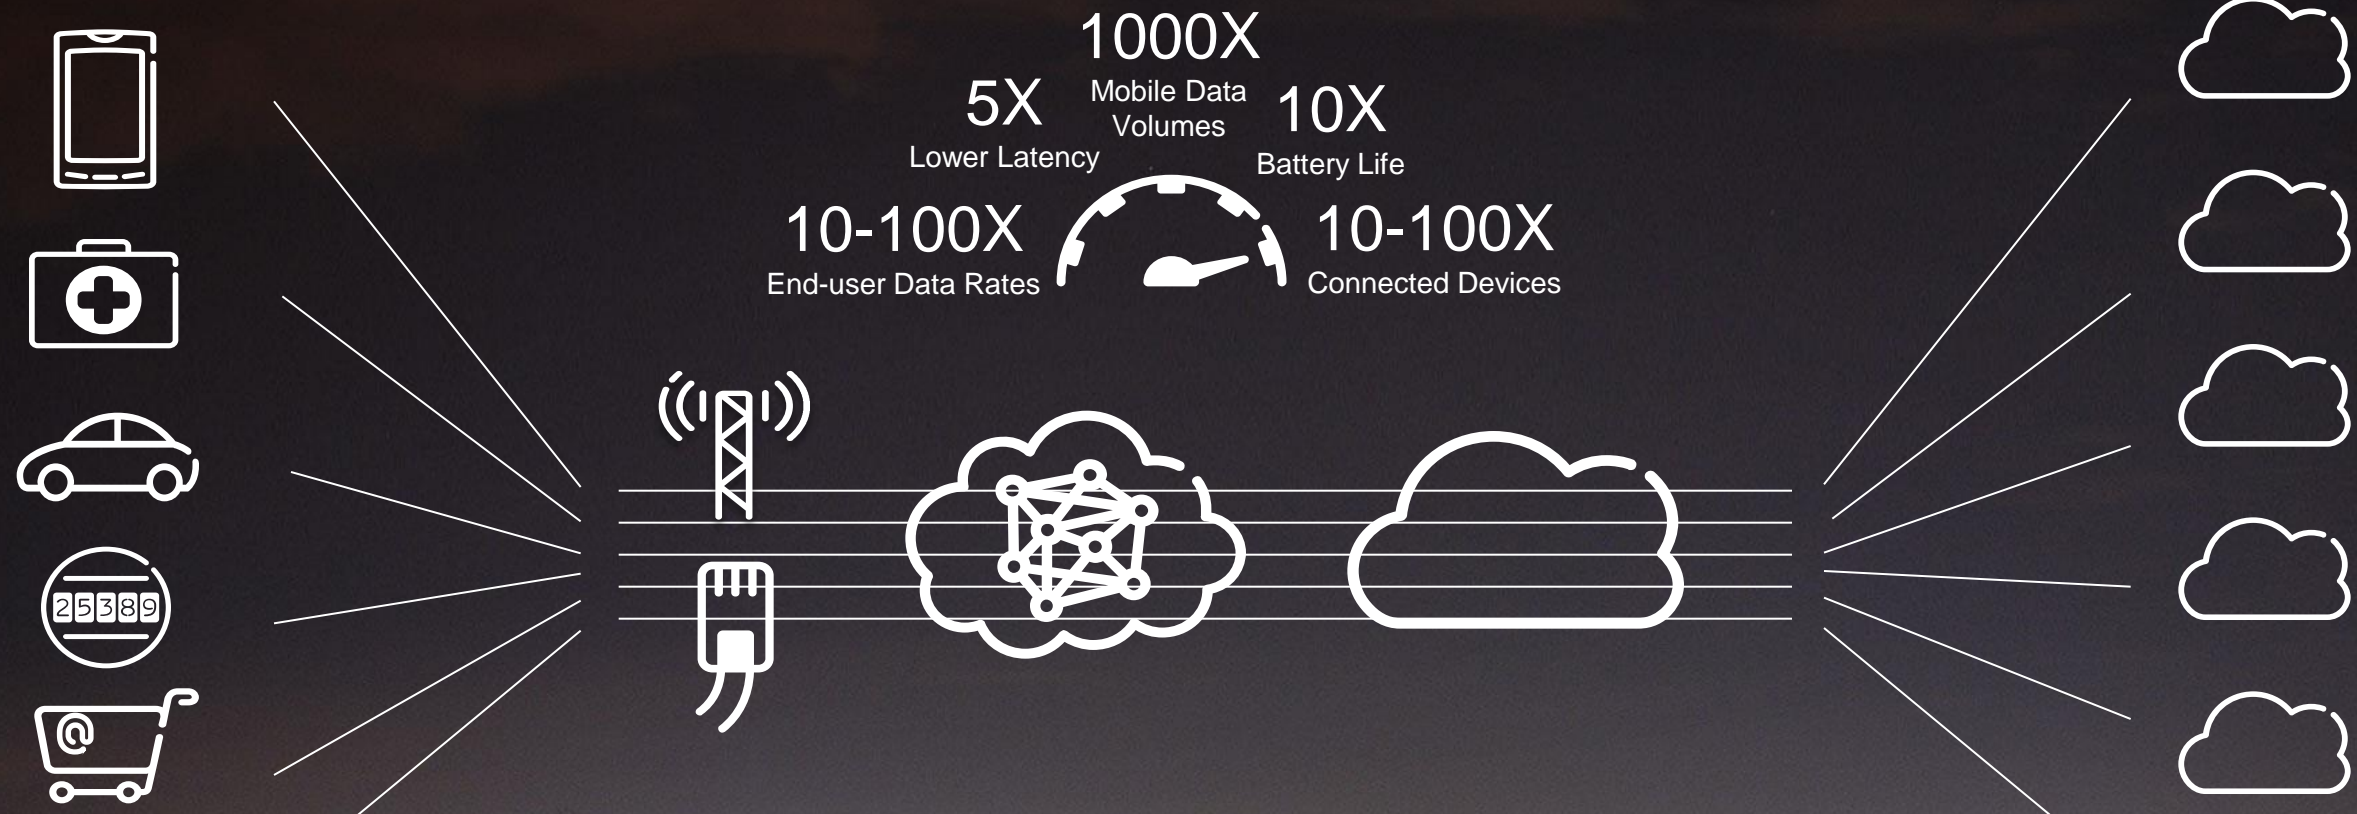 1000X
Mobile Data
Volumes
5X
Lower Latency
10X
Battery Life
10-100X
End-user Data Rates
10-100X
Connected Devices
25389
@